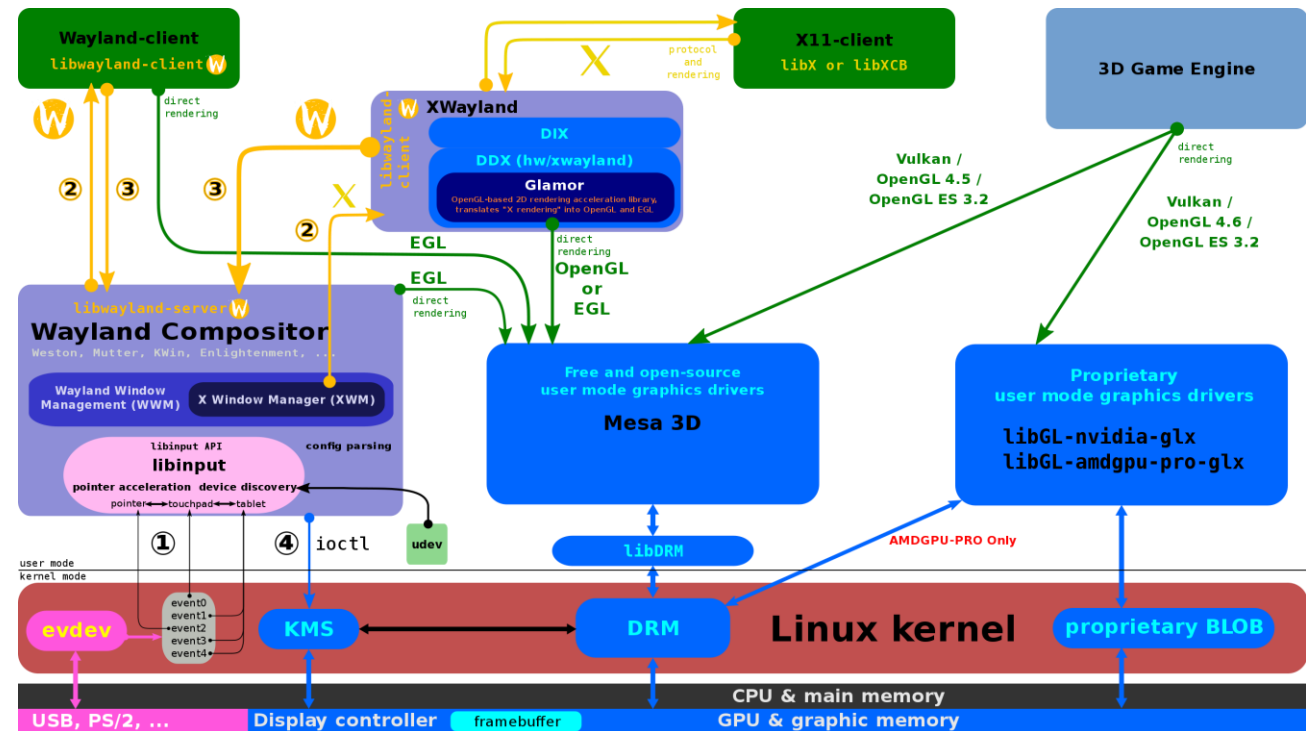 Wayland-client
libwayland-client
W
direct
rendering
W
②
③
X
protocol
and
rendering
X11-client
libX or libXCB
3D Game Engine
direct
rendering
W
③
X
②
W
XWayland
libwayland-
client
DIX
DDX (hw/xwayland)
Glamor
OpenGL-based 2D rendering acceleration library,
translates "X rendering" into OpenGL and EGL
direct
rendering
OpenGL
or
EGL
EGL
EGL
direct
rendering
Vulkan /
OpenGL 4.5 /
OpenGL ES 3.2
Vulkan /
OpenGL 4.6 /
OpenGL ES 3.2
libwayland-server
W
Wayland Compositor
Weston, Mutter, KWin, Enlightenment, ...
Wayland Window
Management (WWM)
X Window Manager (XWM)
libinput API
libinput
config parsing
pointer acceleration
device discovery
pointer
touchpad
tablet
①
④
ioctl
udev
Free and open-source
user mode graphics drivers
Mesa 3D
Proprietary
user mode graphics drivers
libGL-nvidia-glx
libGL-amdgpu-pro-glx
libDRM
AMDGPU-PRO Only
user mode
kernel mode
evdev
event0
event1
event2
event3
event4
KMS
DRM
Linux kernel
proprietary BLOB
CPU & main memory
USB, PS/2, ...
Display controller
framebuffer
GPU & graphic memory